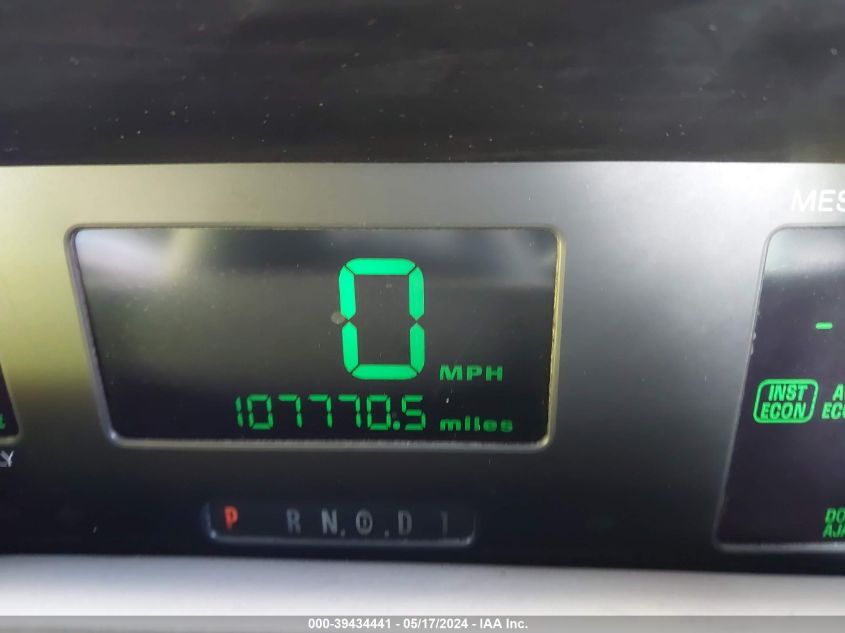 MES
0 MPH
107770.5 miles
INST
ECON
P R N D D 1
000-39434441 - 05/17/2024 - IAA Inc.